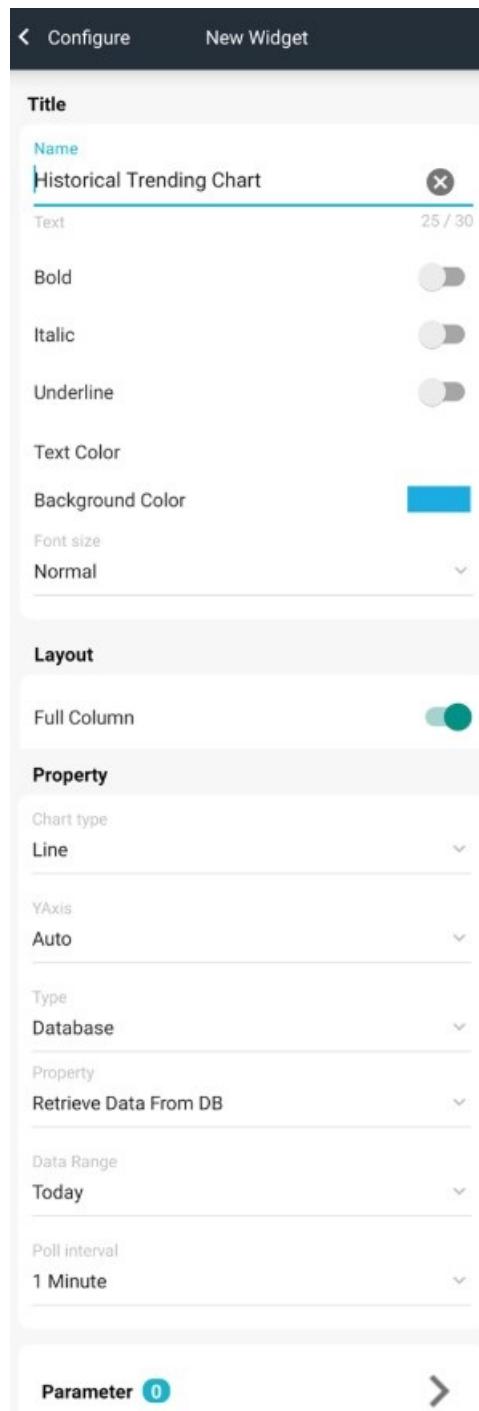 Configure New Widget
Title
Name
Historical Trending Chart
Text 25 / 30
Bold
Italic
Underline
Text Color
Background Color
Font size
Normal
Layout
Full Column
Property
Chart type
Line
YAxis
Auto
Type
Database
Property
Retrieve Data From DB
Data Range
Today
Poll interval
1 Minute
Parameter 0